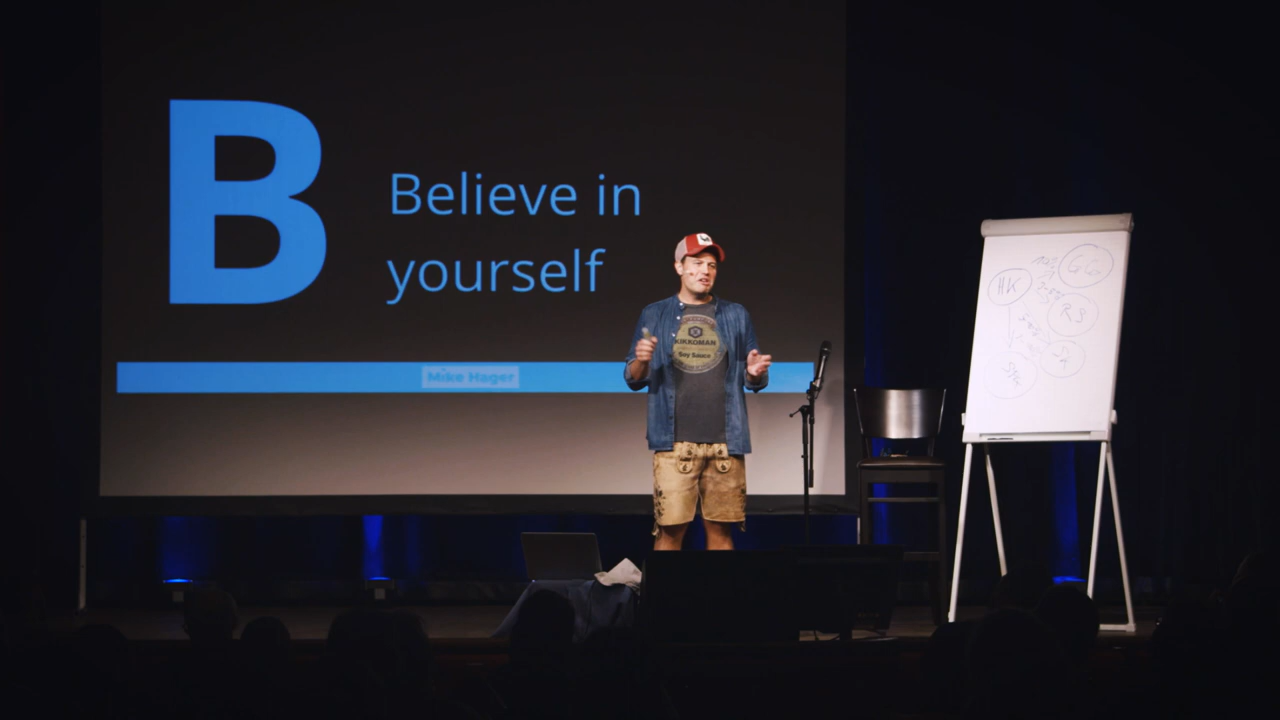 B
Believe in
yourself
Mike Hager
KIKKOMAN
Soy Sauce
GG
HK
RS